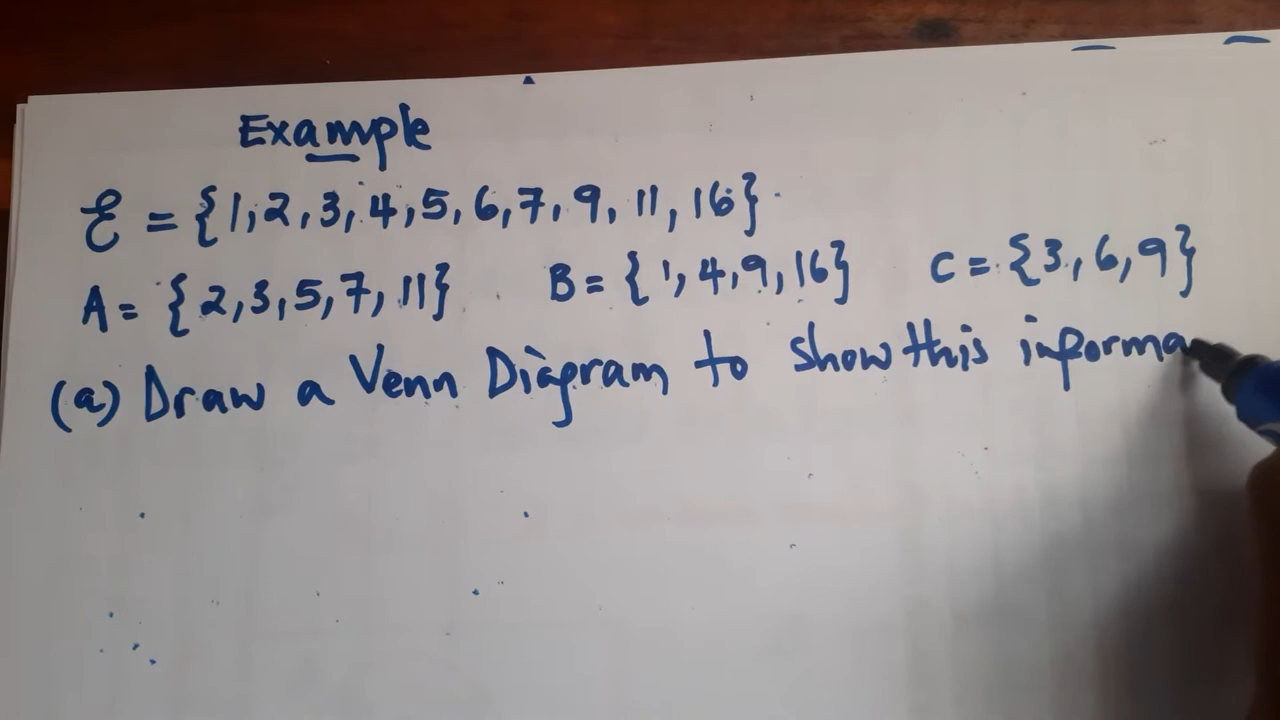 Example
ℰ = {1, 2, 3, 4, 5, 6, 7, 9, 11, 16}
A = {2, 3, 5, 7, 11} B = {1, 4, 9, 16} C = {3, 6, 9}
(a) Draw a Venn Diagram to show this informa